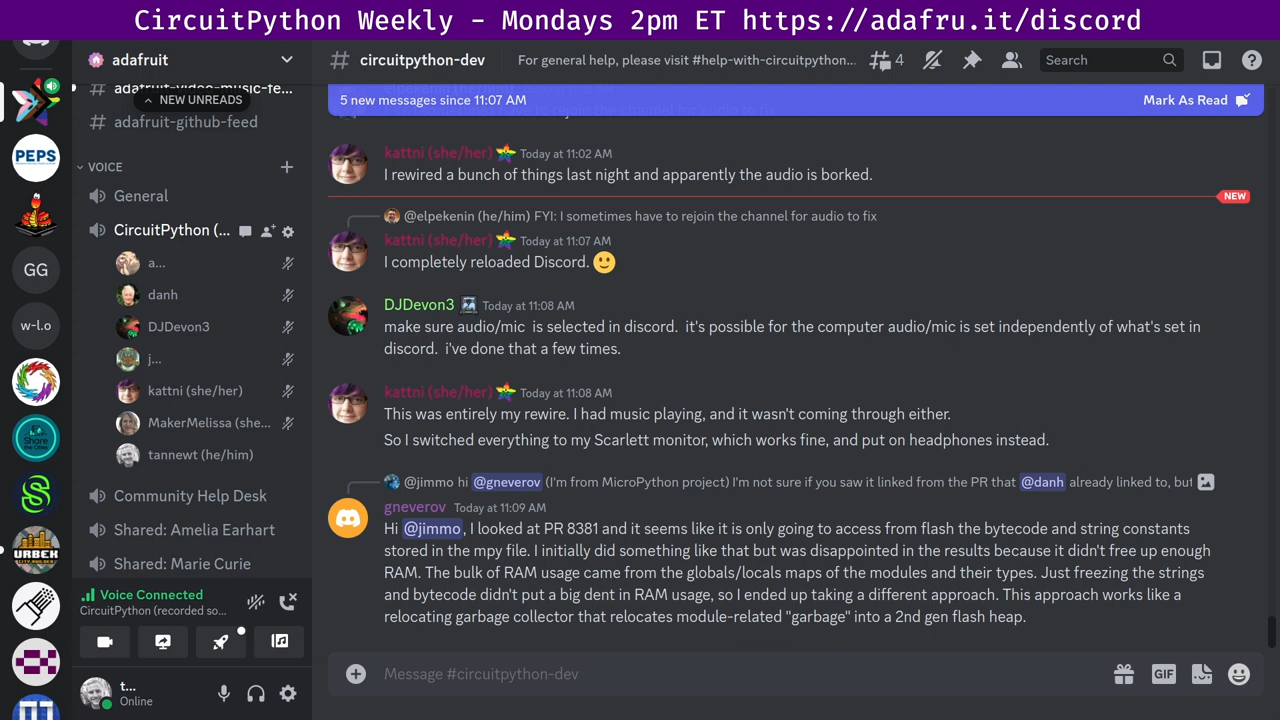 CircuitPython Weekly - Mondays 2pm ET https://adafru.it/discord
adafruit
adafruit-video-music-fe...
NEW UNREADS
adafruit-github-feed
VOICE
General
CircuitPython (...
a...
danh
DJDevon3
j...
kattni (she/her)
MakerMelissa (she...
tannewt (he/him)
Community Help Desk
Shared: Amelia Earhart
Shared: Marie Curie
Voice Connected
CircuitPython (recorded so...
t...
Online
PEPS
GG
w-l.o
Share
URBEX
CITY BUILDER
# circuitpython-dev
For general help, please visit #help-with-circuitpython...
4
Search
5 new messages since 11:07 AM
Mark As Read
kattni (she/her) Today at 11:02 AM
I rewired a bunch of things last night and apparently the audio is borked.
NEW
@elpekenin (he/him) FYI: I sometimes have to rejoin the channel for audio to fix
kattni (she/her) Today at 11:07 AM
I completely reloaded Discord. 🙂
DJDevon3 Today at 11:08 AM
make sure audio/mic is selected in discord. it's possible for the computer audio/mic is set independently of what's set in
discord. i've done that a few times.
kattni (she/her) Today at 11:08 AM
This was entirely my rewire. I had music playing, and it wasn't coming through either.
So I switched everything to my Scarlett monitor, which works fine, and put on headphones instead.
@jimmo hi @gneverov (I'm from MicroPython project) I'm not sure if you saw it linked from the PR that @danh already linked to, but
gneverov Today at 11:09 AM
Hi @jimmo, I looked at PR 8381 and it seems like it is only going to access from flash the bytecode and string constants
stored in the mpy file. I initially did something like that but was disappointed in the results because it didn't free up enough
RAM. The bulk of RAM usage came from the globals/locals maps of the modules and their types. Just freezing the strings
and bytecode didn't put a big dent in RAM usage, so I ended up taking a different approach. This approach works like a
relocating garbage collector that relocates module-related "garbage" into a 2nd gen flash heap.
Message #circuitpython-dev
GIF